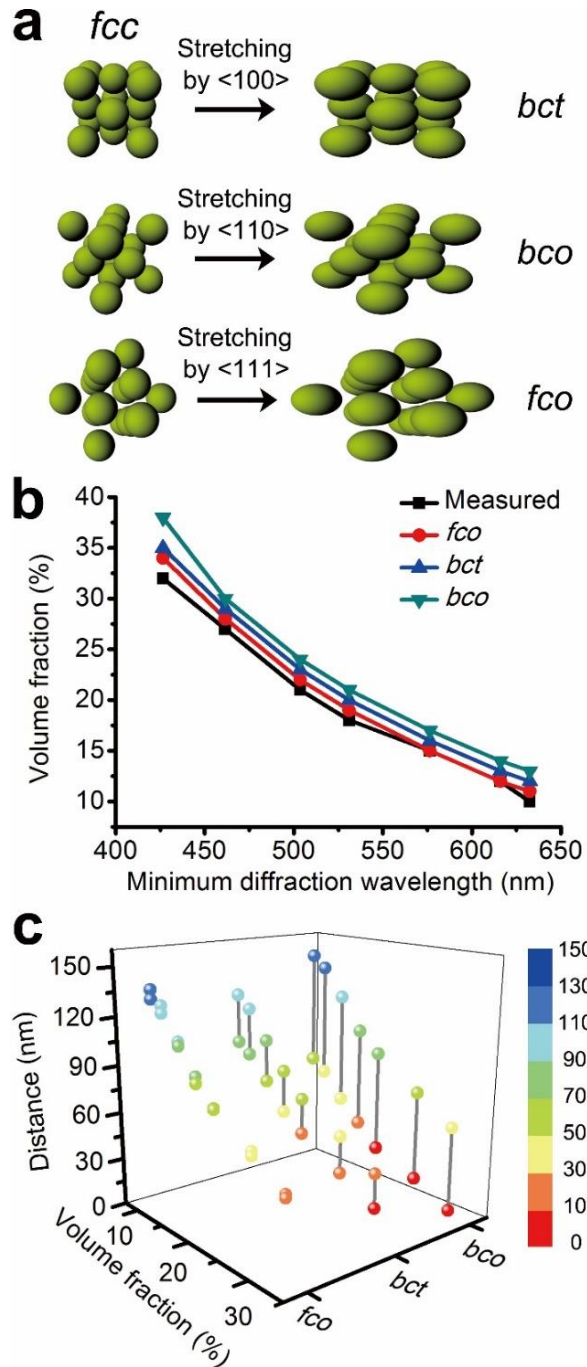 a
fcc
Stretching
by <100>
bct
Stretching
by <110>
bco
Stretching
by <111>
fco
b
Volume fraction (%)
40
35
30
25
20
15
10
Measured
fco
bct
bco
400 450 500 550 600 650
Minimum diffraction wavelength (nm)
c
Distance (nm)
150
120
90
60
30
0
Volume fraction (%)
10
20
30
fco
bct
bco
150
130
110
90
70
50
30
10
0